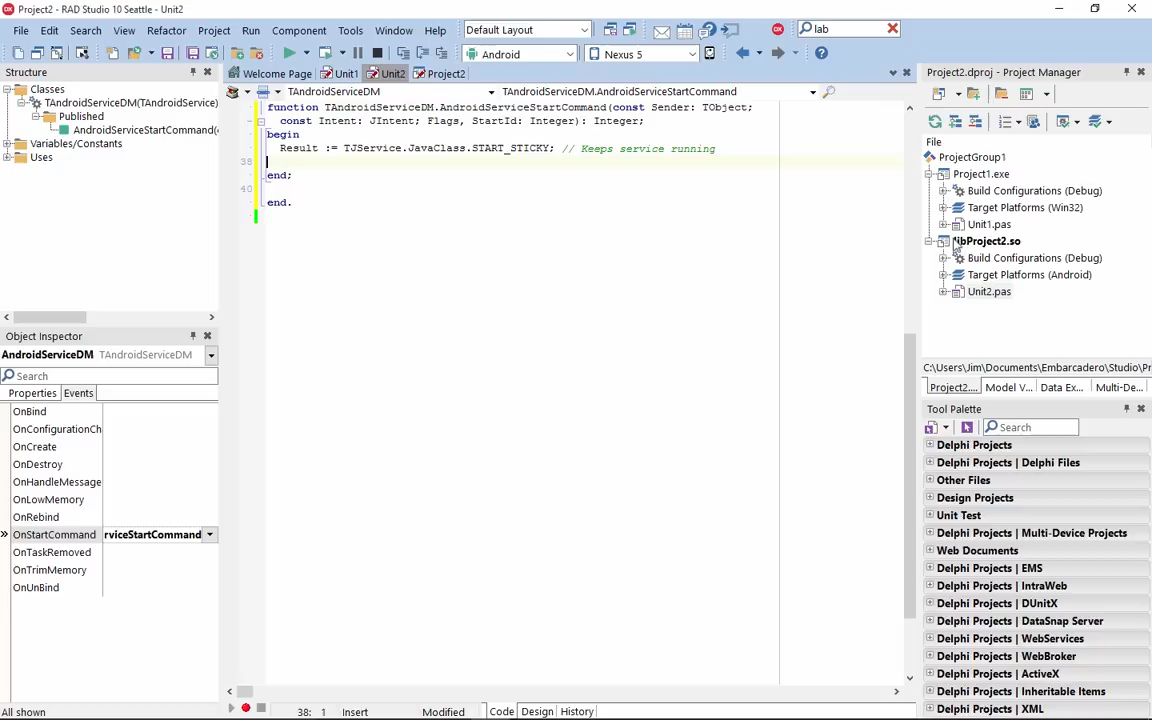 Project2 - RAD Studio 10 Seattle - Unit2
File Edit Search View Refactor Project Run Component Tools Window Help
Default Layout
lab
Android
Nexus 5
Structure
Classes
TAndroidServiceDM(TAndroidService)
Published
AndroidServiceStartCommand(
Variables/Constants
Uses
Welcome Page Unit1 Unit2 Project2
TAndroidServiceDM
TAndroidServiceDM.AndroidServiceStartCommand
function TAndroidServiceDM.AndroidServiceStartCommand(const Sender: TObject;
const Intent: JIntent; Flags, StartId: Integer): Integer;
begin
Result := TJService.JavaClass.START_STICKY; // Keeps service running
38
end;
40
end.
Object Inspector
AndroidServiceDM TAndroidServiceDM
Search
Properties Events
OnBind
OnConfigurationCh
OnCreate
OnDestroy
OnHandleMessage
OnLowMemory
OnRebind
OnStartCommand rviceStartCommand
OnTaskRemoved
OnTrimMemory
OnUnBind
All shown
38: 1 Insert Modified Code Design History
Project2.dproj - Project Manager
File
ProjectGroup1
Project1.exe
Build Configurations (Debug)
Target Platforms (Win32)
Unit1.pas
libProject2.so
Build Configurations (Debug)
Target Platforms (Android)
Unit2.pas
C:\Users\Jim\Documents\Embarcadero\Studio\Pr
Project2.... Model V... Data Ex... Multi-De...
Tool Palette
Search
Delphi Projects
Delphi Projects | Delphi Files
Other Files
Design Projects
Unit Test
Delphi Projects | Multi-Device Projects
Web Documents
Delphi Projects | EMS
Delphi Projects | IntraWeb
Delphi Projects | DUnitX
Delphi Projects | DataSnap Server
Delphi Projects | WebServices
Delphi Projects | WebBroker
Delphi Projects | ActiveX
Delphi Projects | Inheritable Items
Delphi Projects | XML